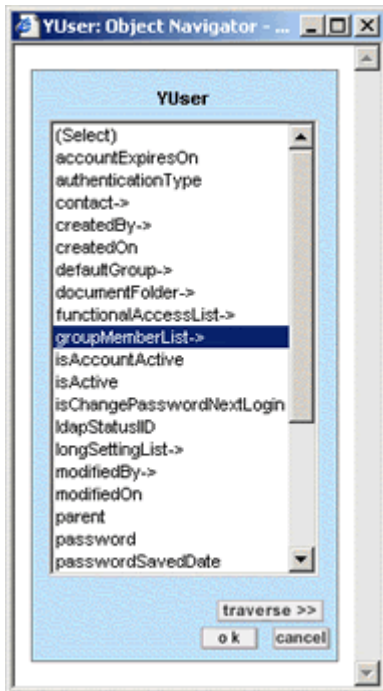 YUser: Object Navigator - ...
YUser
(Select)
accountExpiresOn
authenticationType
contact->
createdBy->
createdOn
defaultGroup->
documentFolder->
functionalAccessList->
groupMemberList->
isAccountActive
isActive
isChangePasswordNextLogin
ldapStatusIID
longSettingList->
modifiedBy->
modifiedOn
parent
password
passwordSavedDate
traverse >>
ok cancel